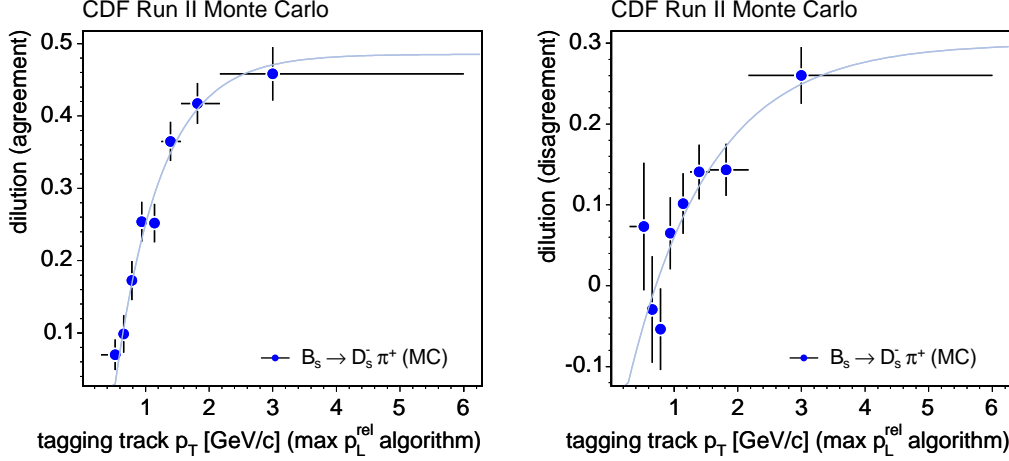 CDF Run II Monte Carlo
dilution (agreement)
0.5
0.4
0.3
0.2
0.1
B_s → D_s^- π^+ (MC)
1 2 3 4 5 6
tagging track p_T [GeV/c] (max p_L^rel algorithm)
CDF Run II Monte Carlo
dilution (disagreement)
0.3
0.2
0.1
0
-0.1
B_s → D_s^- π^+ (MC)
1 2 3 4 5 6
tagging track p_T [GeV/c] (max p_L^rel algorithm)